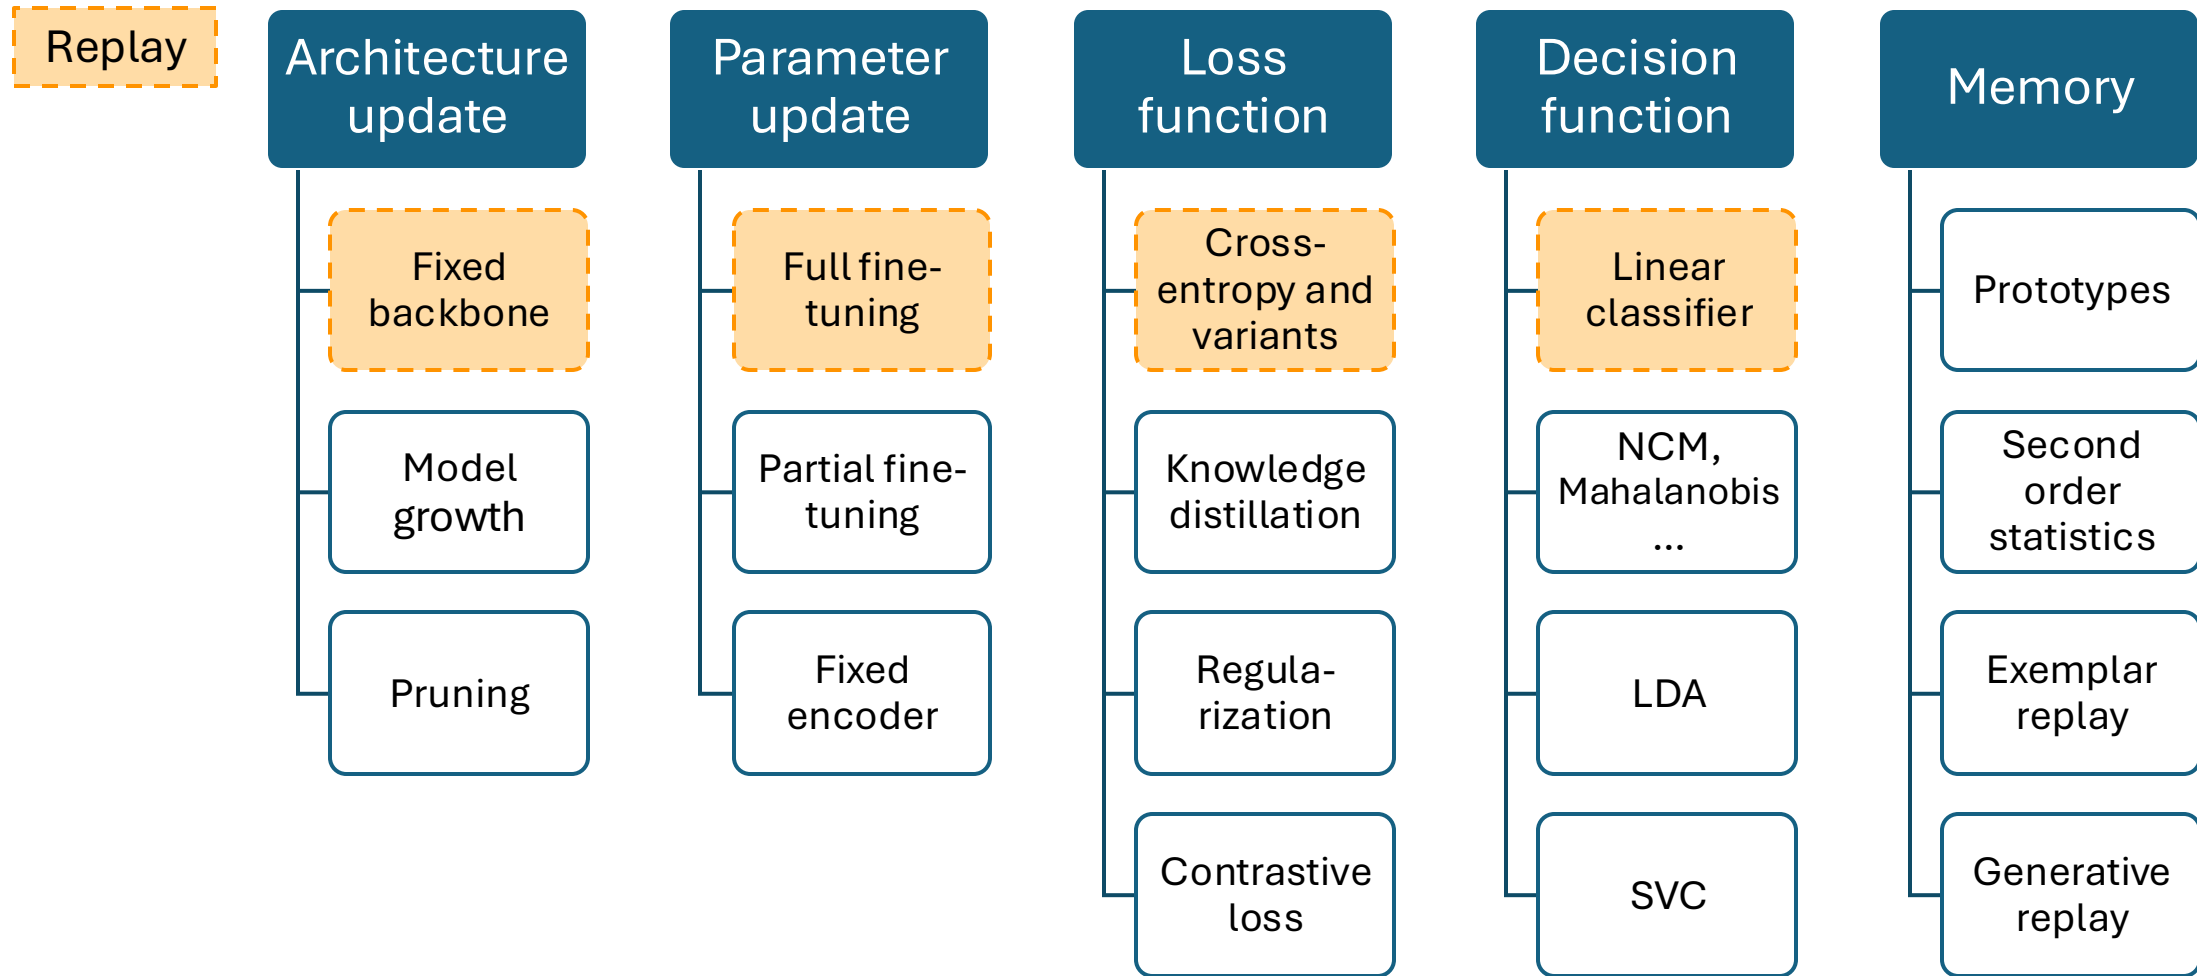 Replay
Architecture
update
Parameter
update
Loss
function
Decision
function
Memory
Fixed
backbone
Model
growth
Pruning
Full fine-
tuning
Partial fine-
tuning
Fixed
encoder
Cross-
entropy and
variants
Knowledge
distillation
Regula-
rization
Contrastive
loss
Linear
classifier
NCM,
Mahalanobis
...
LDA
SVC
Prototypes
Second
order
statistics
Exemplar
replay
Generative
replay